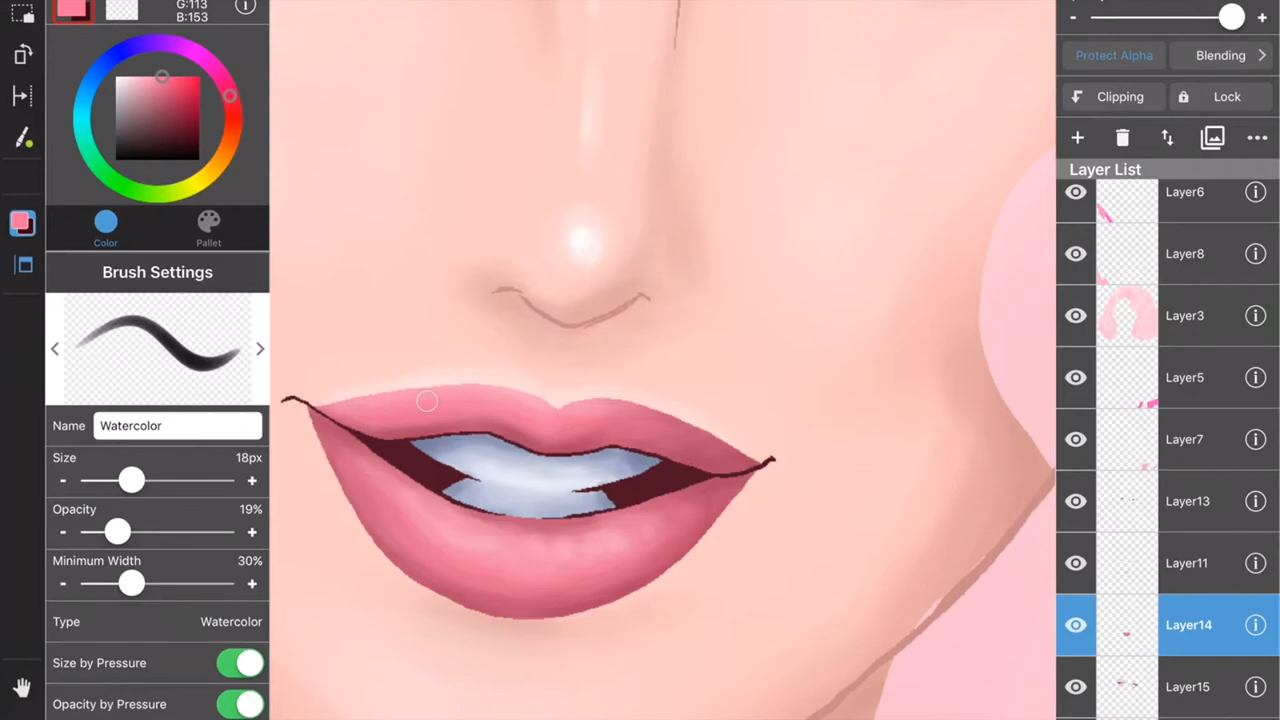 G:113
B:153
Color
Pallet
Brush Settings
Name Watercolor
Size 18px
- +
Opacity 19%
- +
Minimum Width 30%
- +
Type Watercolor
Size by Pressure
Opacity by Pressure
- +
Protect Alpha
Blending
Clipping
Lock
Layer List
Layer6
Layer8
Layer3
Layer5
Layer7
Layer13
Layer11
Layer14
Layer15